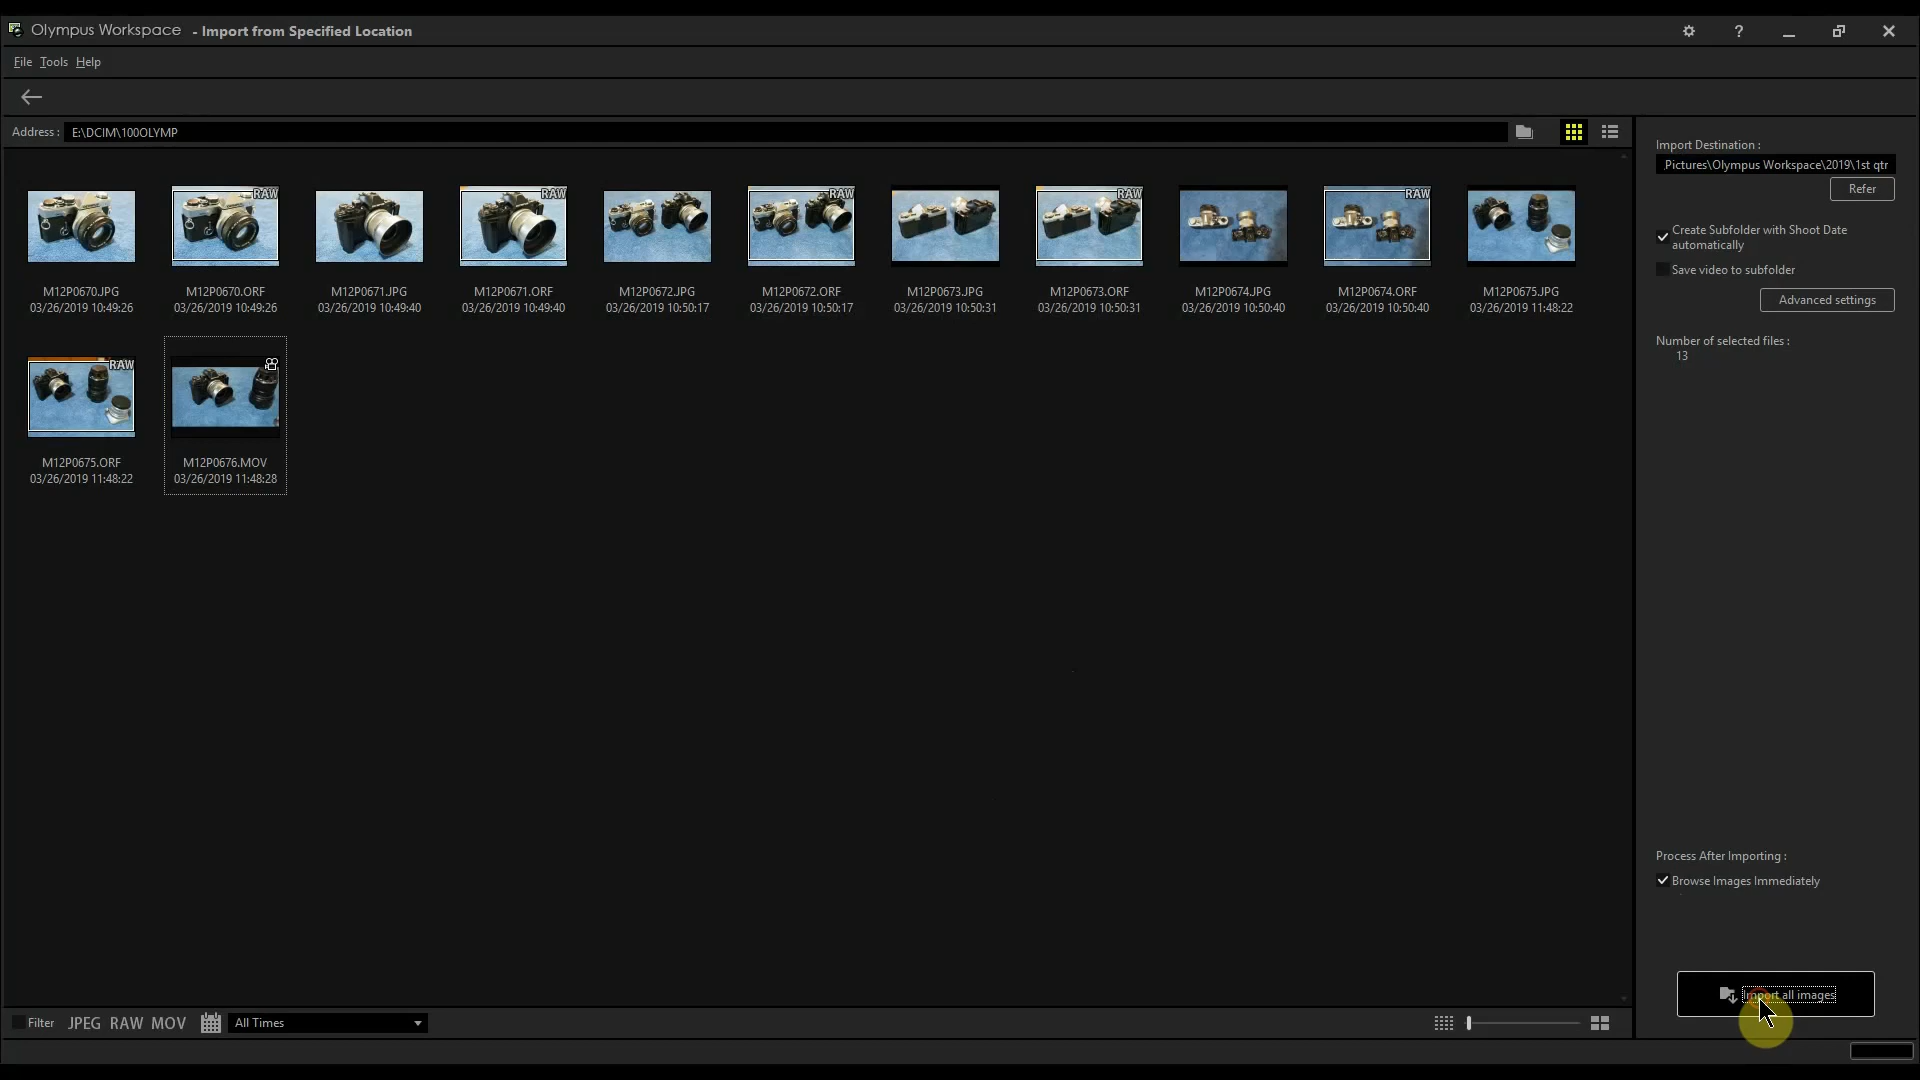 Olympus Workspace - Import from Specified Location
File Tools Help
Address : E:\DCIM\100OLYMP
RAW RAW RAW RAW RAW
M12P0670.JPG M12P0670.ORF M12P0671.JPG M12P0671.ORF M12P0672.JPG M12P0672.ORF M12P0673.JPG M12P0673.ORF M12P0674.JPG M12P0674.ORF M12P0675.JPG
03/26/2019 10:49:26 03/26/2019 10:49:26 03/26/2019 10:49:40 03/26/2019 10:49:40 03/26/2019 10:50:17 03/26/2019 10:50:17 03/26/2019 10:50:31 03/26/2019 10:50:31 03/26/2019 10:50:40 03/26/2019 10:50:40 03/26/2019 11:48:22
RAW
M12P0675.ORF M12P0676.MOV
03/26/2019 11:48:22 03/26/2019 11:48:28
Import Destination :
Pictures\Olympus Workspace\2019\1st qtr
Refer
Create Subfolder with Shoot Date
automatically
Save video to subfolder
Advanced settings
Number of selected files :
13
Process After Importing :
Browse Images Immediately
Import all images
Filter JPEG RAW MOV All Times